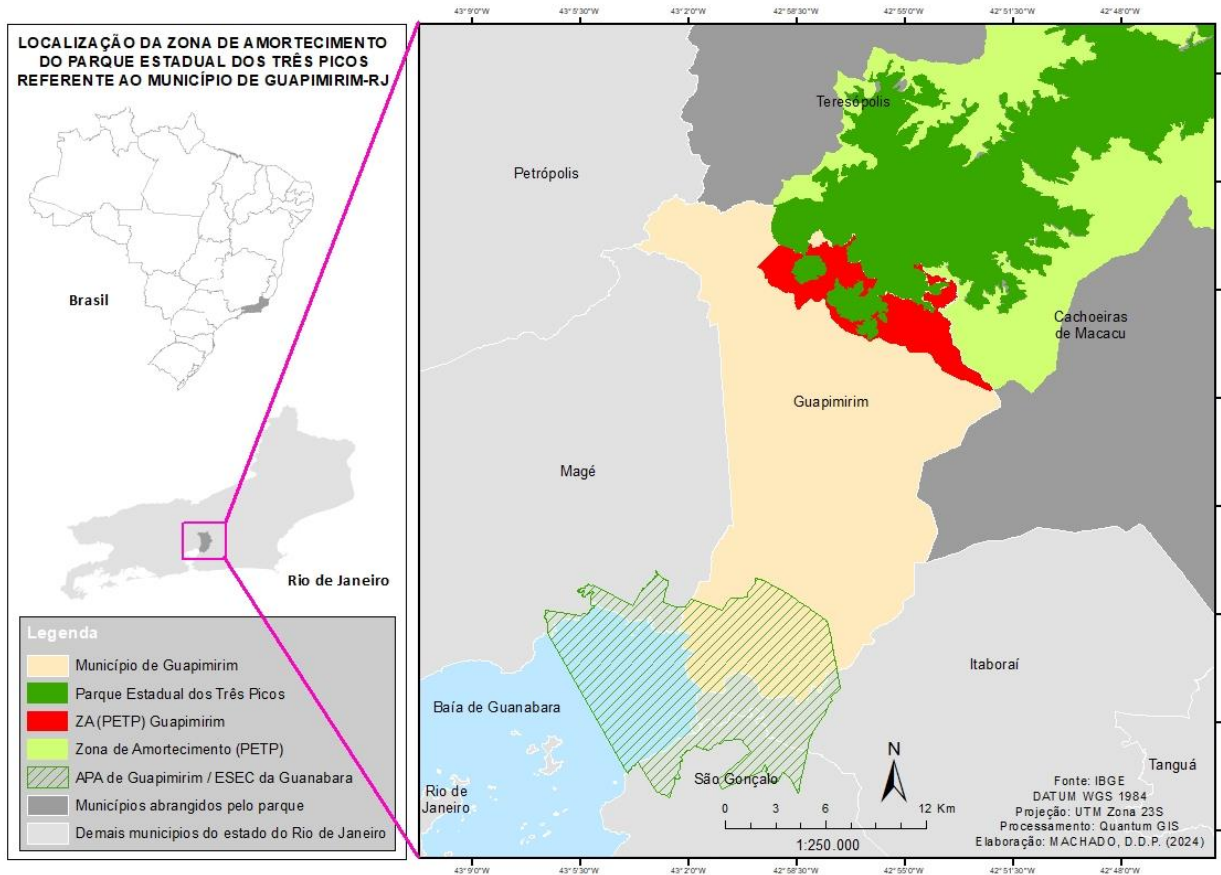 43°9'0"W 43°5'30"W 43°2'0"W 42°58'30"W 42°55'0"W 42°51'30"W 42°48'0"W
LOCALIZAÇÃO DA ZONA DE AMORTECIMENTO
DO PARQUE ESTADUAL DOS TRÊS PICOS
REFERENTE AO MUNICÍPIO DE GUAPIMIRIM-RJ
Brasil
Rio de Janeiro
Legenda
Município de Guapimirim
Parque Estadual dos Três Picos
ZA (PETP) Guapimirim
Zona de Amortecimento (PETP)
APA de Guapimirim / ESEC da Guanabara
Municípios abrangidos pelo parque
Demais municipios do estado do Rio de Janeiro
Teresópolis
Petrópolis
Cachoeiras
de Macacu
Guapimirim
Magé
Itaboraí
Baía de Guanabara
Tanguá
São Gonçalo
Rio de
Janeiro
N
0 3 6 12 Km
1:250.000
Fonte: IBGE
DATUM WGS 1984
Projeção: UTM Zona 23S
Processamento: Quantum GIS
Elaboração: MACHADO, D.D.P. (2024)
43°9'0"W 43°5'30"W 43°2'0"W 42°58'30"W 42°55'0"W 42°51'30"W 42°48'0"W